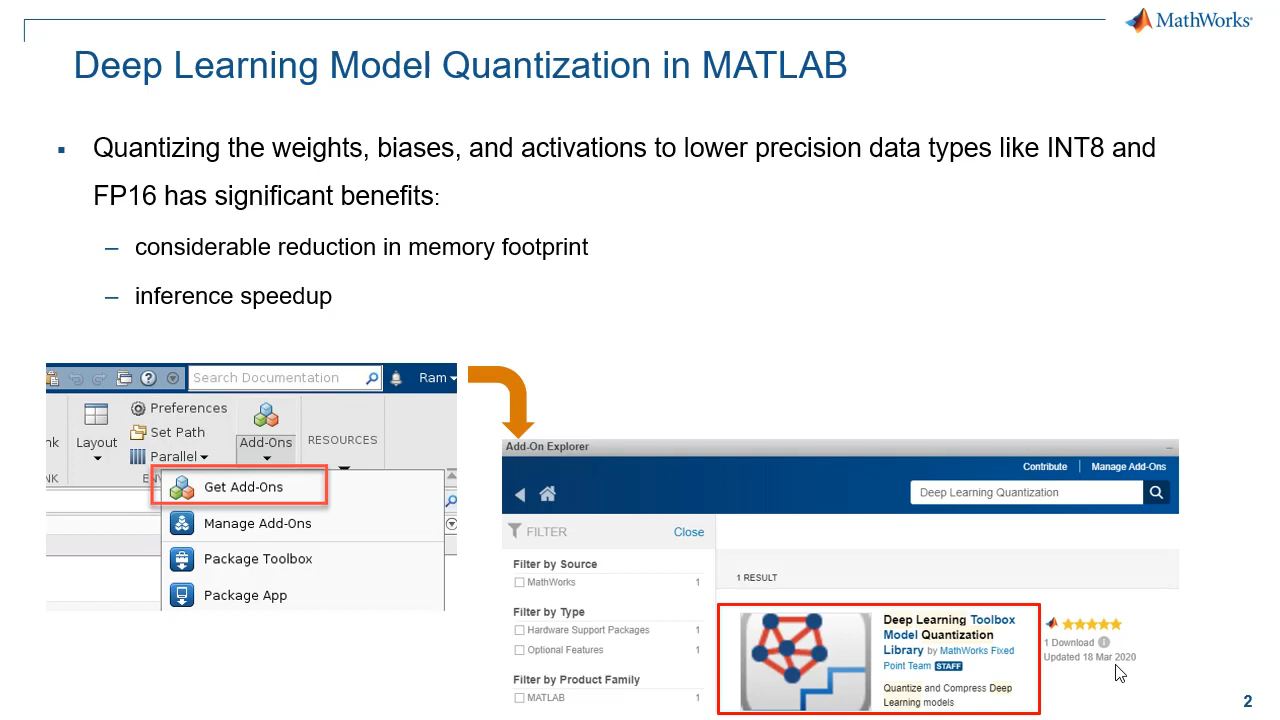 MathWorks®
Deep Learning Model Quantization in MATLAB
Quantizing the weights, biases, and activations to lower precision data types like INT8 and
FP16 has significant benefits:
– considerable reduction in memory footprint
– inference speedup
Search Documentation
Ram
Layout
Preferences
Set Path
Parallel
Add-Ons
RESOURCES
Get Add-Ons
Manage Add-Ons
Package Toolbox
Package App
Add-On Explorer
Contribute | Manage Add-Ons
Deep Learning Quantization
FILTER
Close
1 RESULT
Filter by Source
MathWorks 1
Filter by Type
Hardware Support Packages 1
Optional Features 1
Filter by Product Family
MATLAB 1
Deep Learning Toolbox
Model Quantization
Library by MathWorks Fixed
Point Team STAFF
Quantize and Compress Deep
Learning models
1 Download
Updated 18 Mar 2020
2